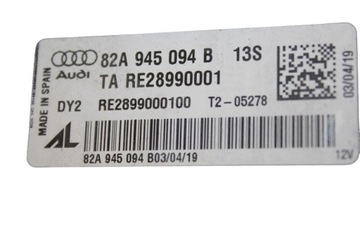 82A 945 094 B 13S
Audi
TA RE28990001
DY2 RE2899000100 T2-05278
82A 945 094 B03/04/19
12V
MADE IN SPAIN
AL
03/04/19